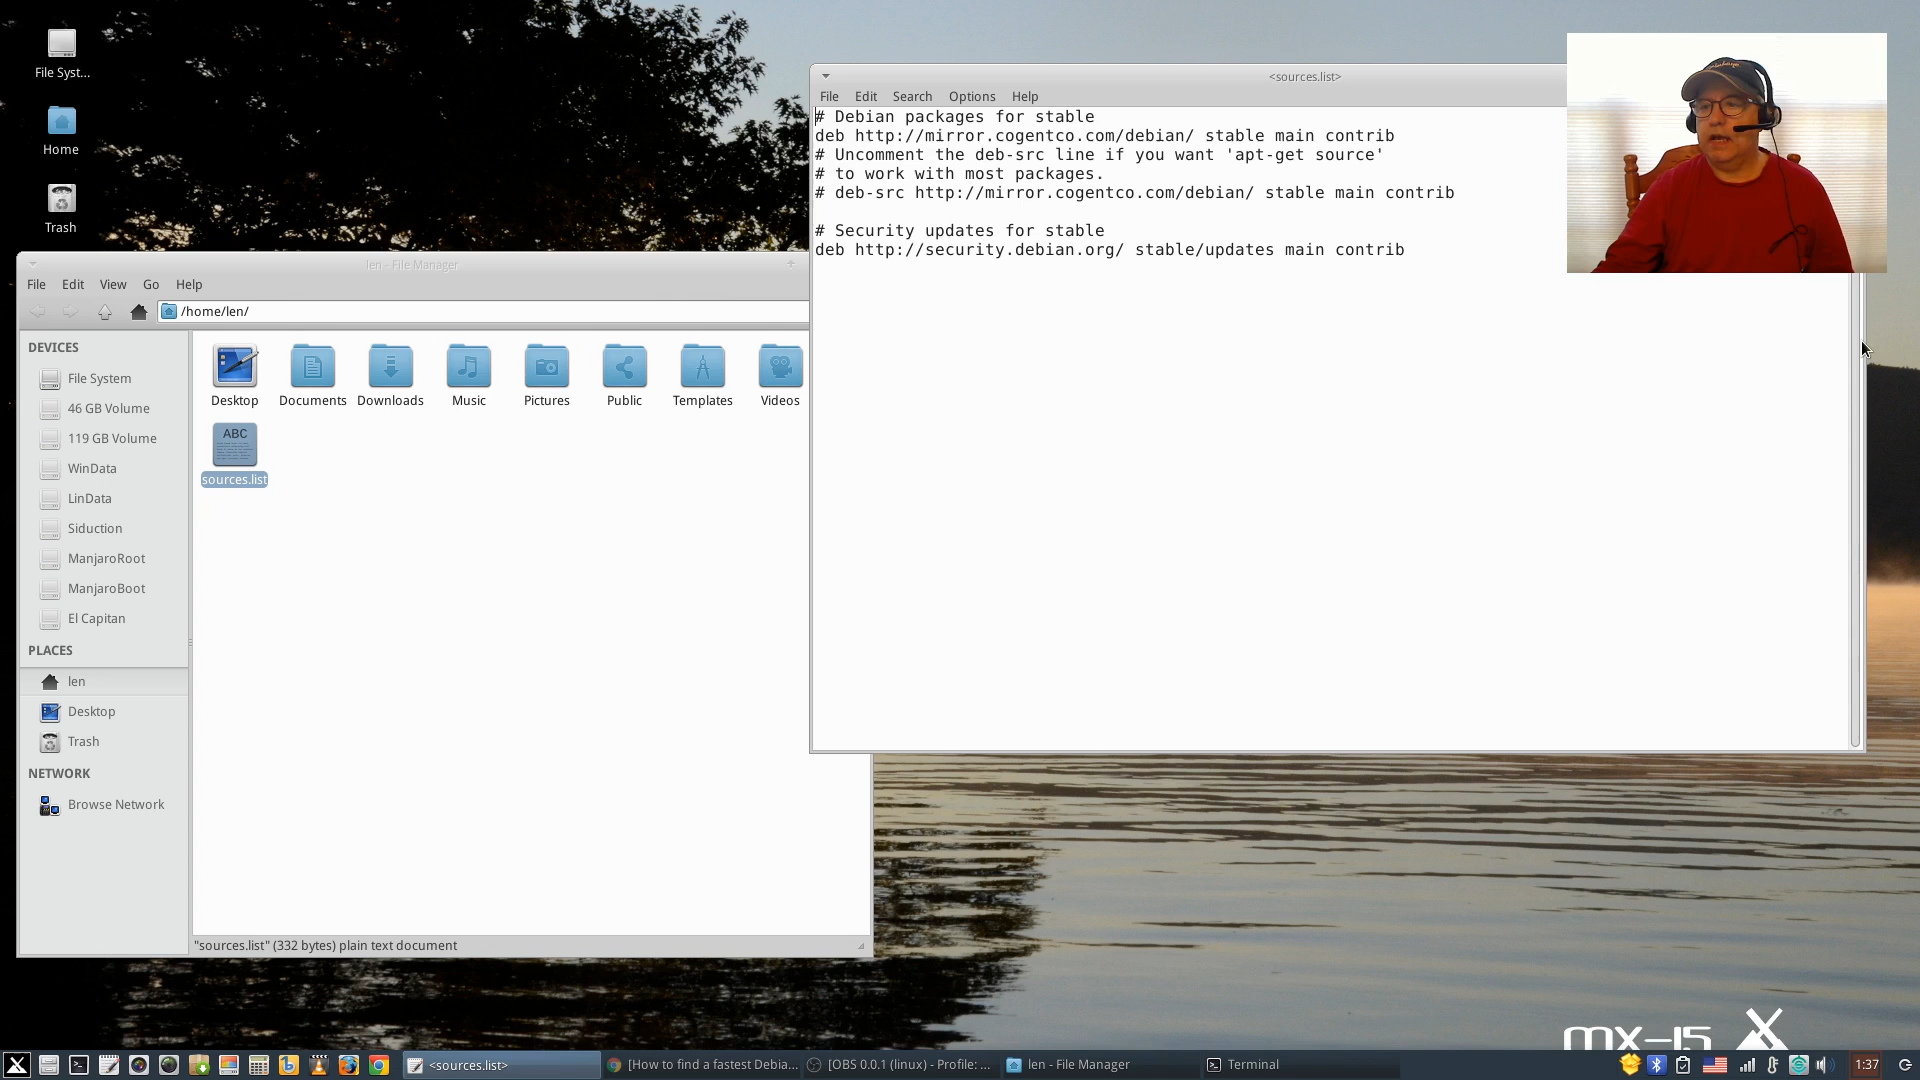 File Syst...
Home
Trash
<sources.list>
File Edit Search Options Help
# Debian packages for stable
deb http://mirror.cogentco.com/debian/ stable main contrib
# Uncomment the deb-src line if you want 'apt-get source'
# to work with most packages.
# deb-src http://mirror.cogentco.com/debian/ stable main contrib
# Security updates for stable
deb http://security.debian.org/ stable/updates main contrib
len - File Manager
File Edit View Go Help
/home/len/
DEVICES
File System
46 GB Volume
119 GB Volume
WinData
LinData
Siduction
ManjaroRoot
ManjaroBoot
El Capitan
PLACES
len
Desktop
Trash
NETWORK
Browse Network
Desktop Documents Downloads Music Pictures Public Templates Videos
ABC
sources.list
"sources.list" (332 bytes) plain text document
mx-15
<sources.list>
[How to find a fastest Debia...
[OBS 0.0.1 (linux) - Profile: ...
len - File Manager
Terminal
1:37